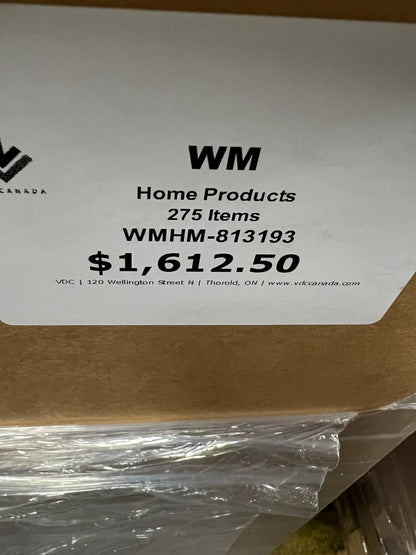 WM
CANADA
Home Products
275 Items
WMHM-813193
$1,612.50
VDC | 120 Wellington Street N | Thorold, ON | www.vdccanada.com